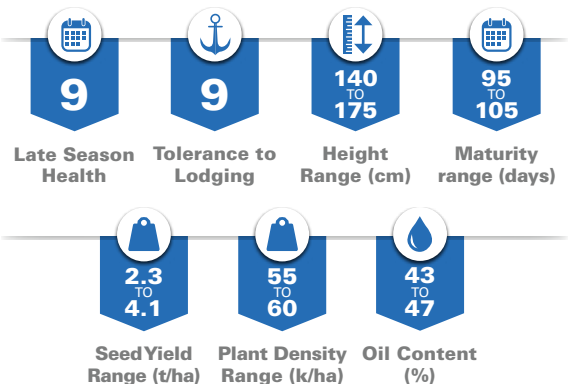 9
Late Season
Health
9
Tolerance to
Lodging
140
TO
175
Height
Range (cm)
95
TO
105
Maturity
range (days)
2.3
TO
4.1
Seed Yield
Range (t/ha)
55
TO
60
Plant Density
Range (k/ha)
43
TO
47
Oil Content
(%)